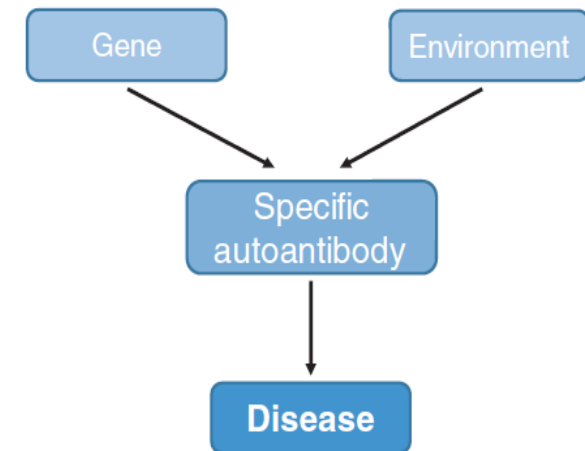 Gene
Environment
Specific
autoantibody
Disease